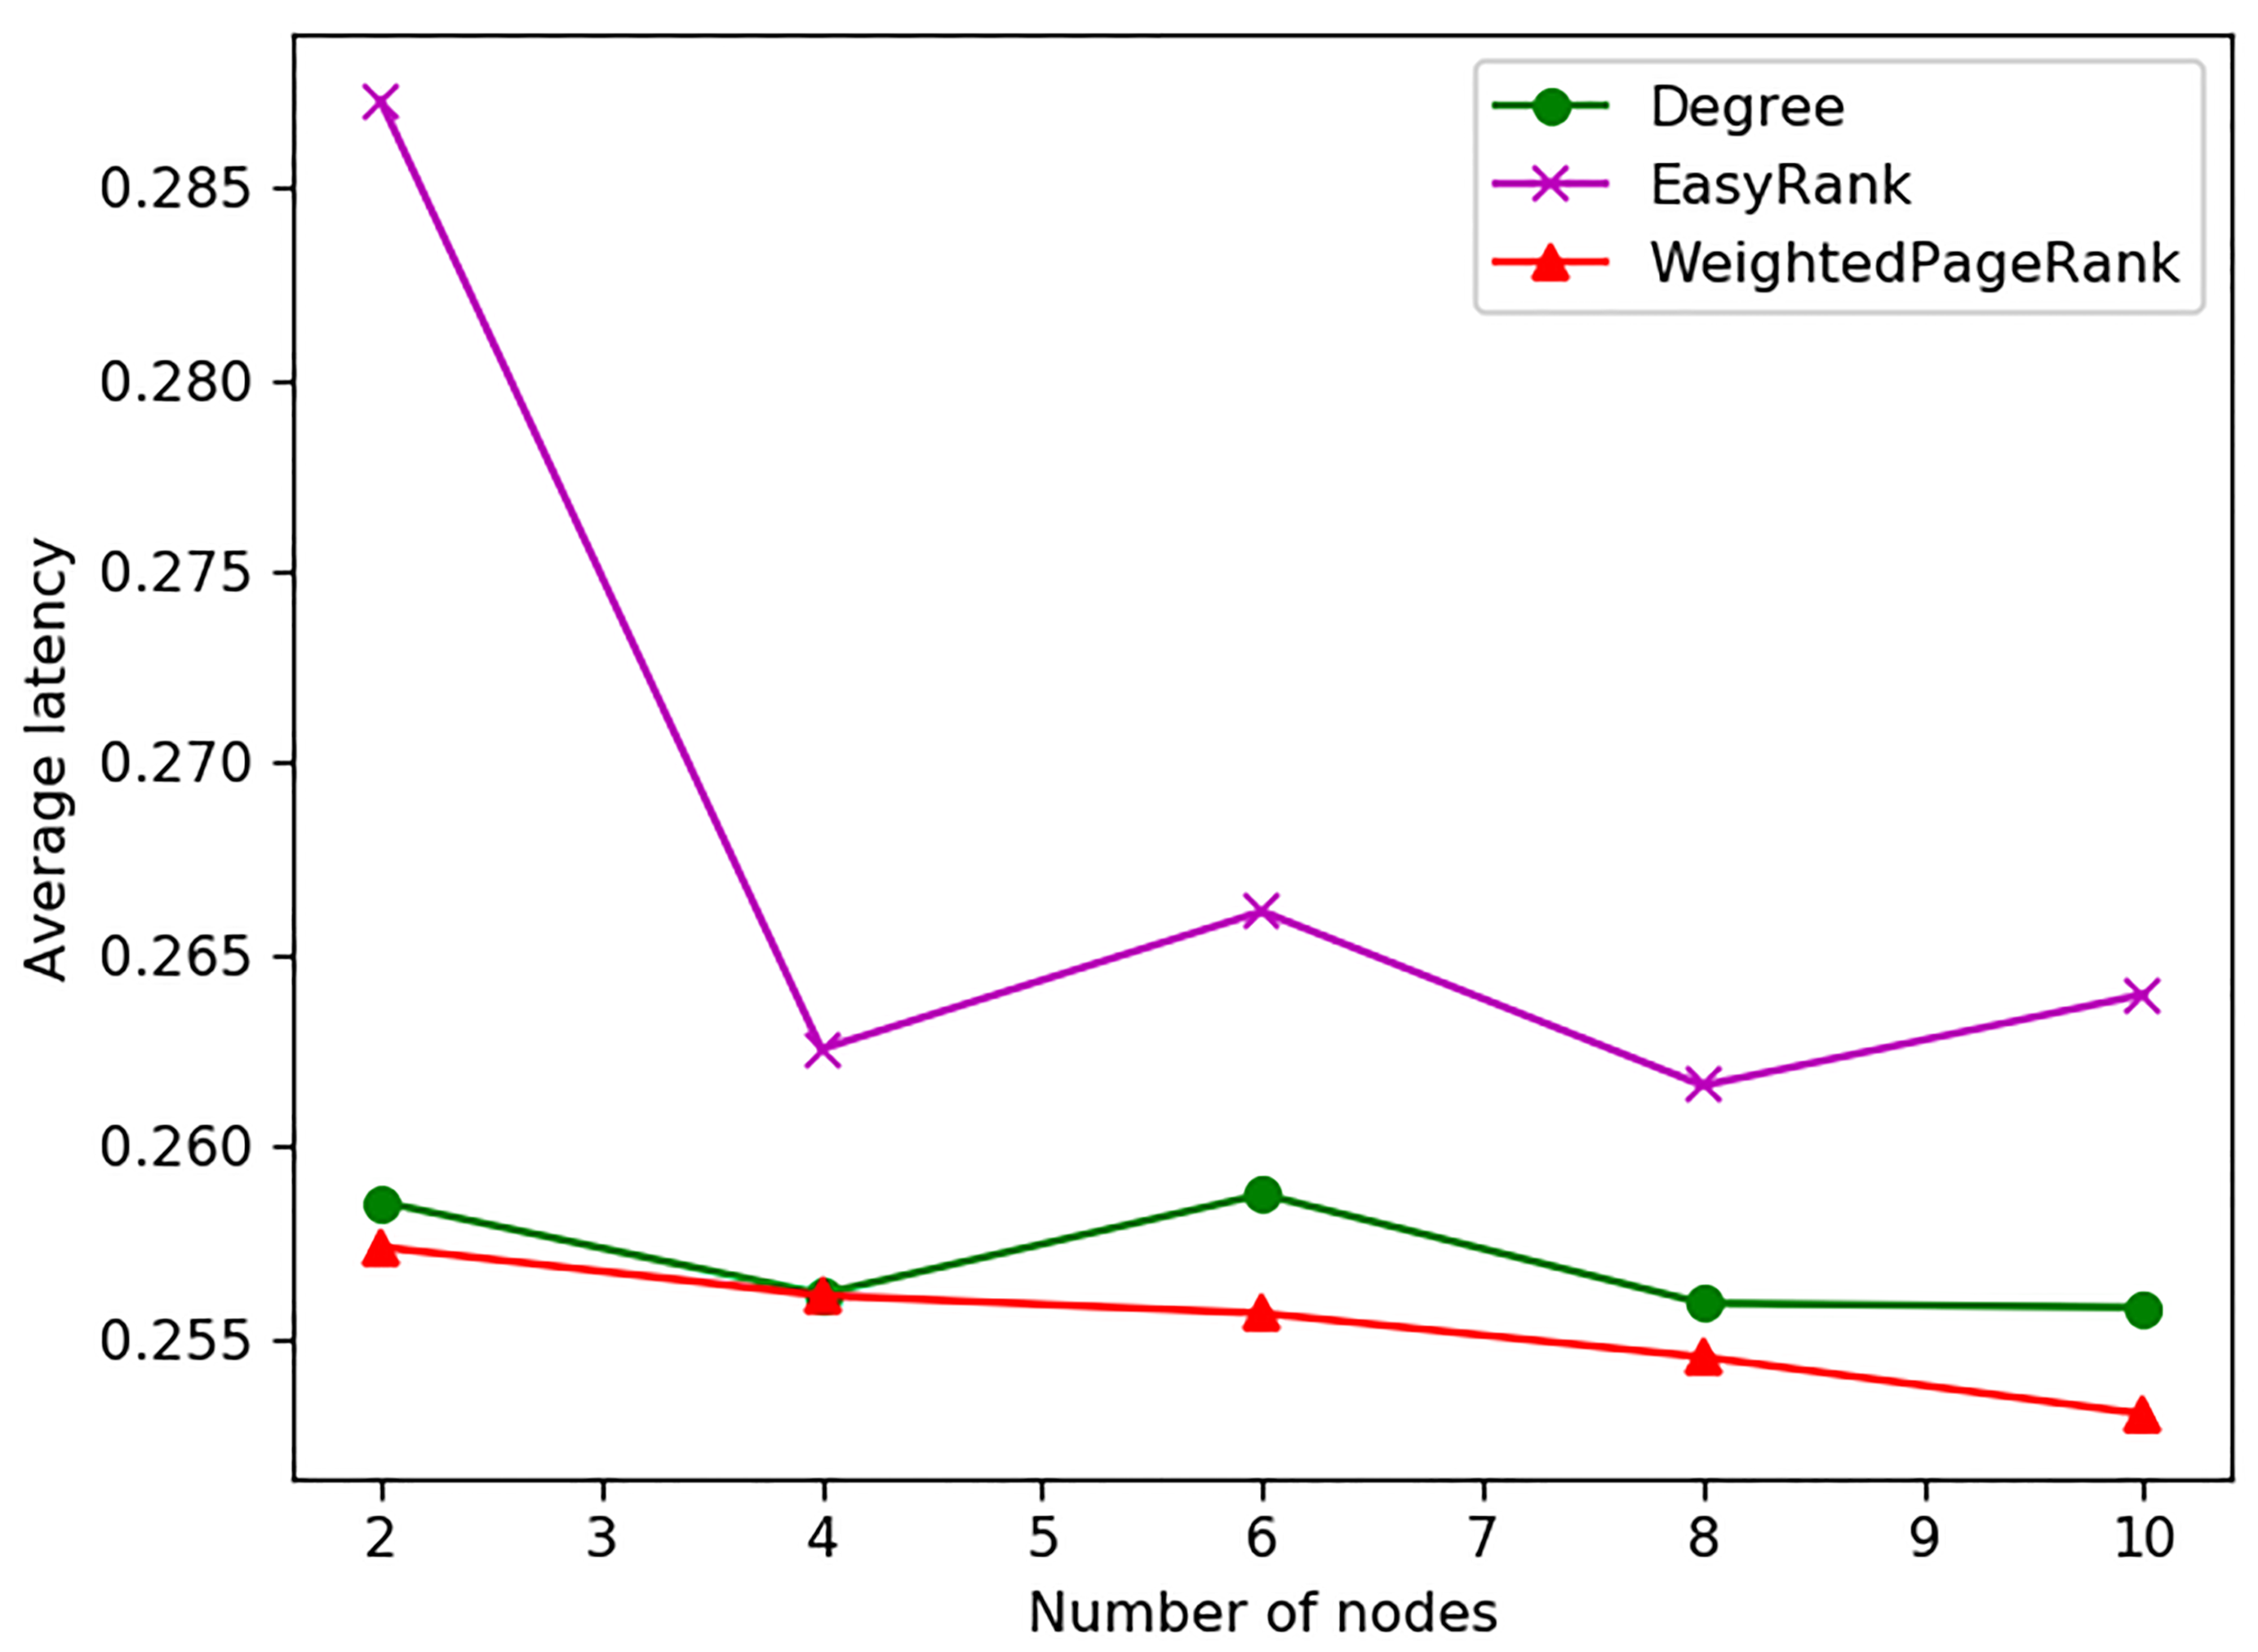 Degree
EasyRank
WeightedPageRank
0.285
0.280
0.275
0.270
0.265
0.260
0.255
Average latency
2 3 4 5 6 7 8 9 10
Number of nodes